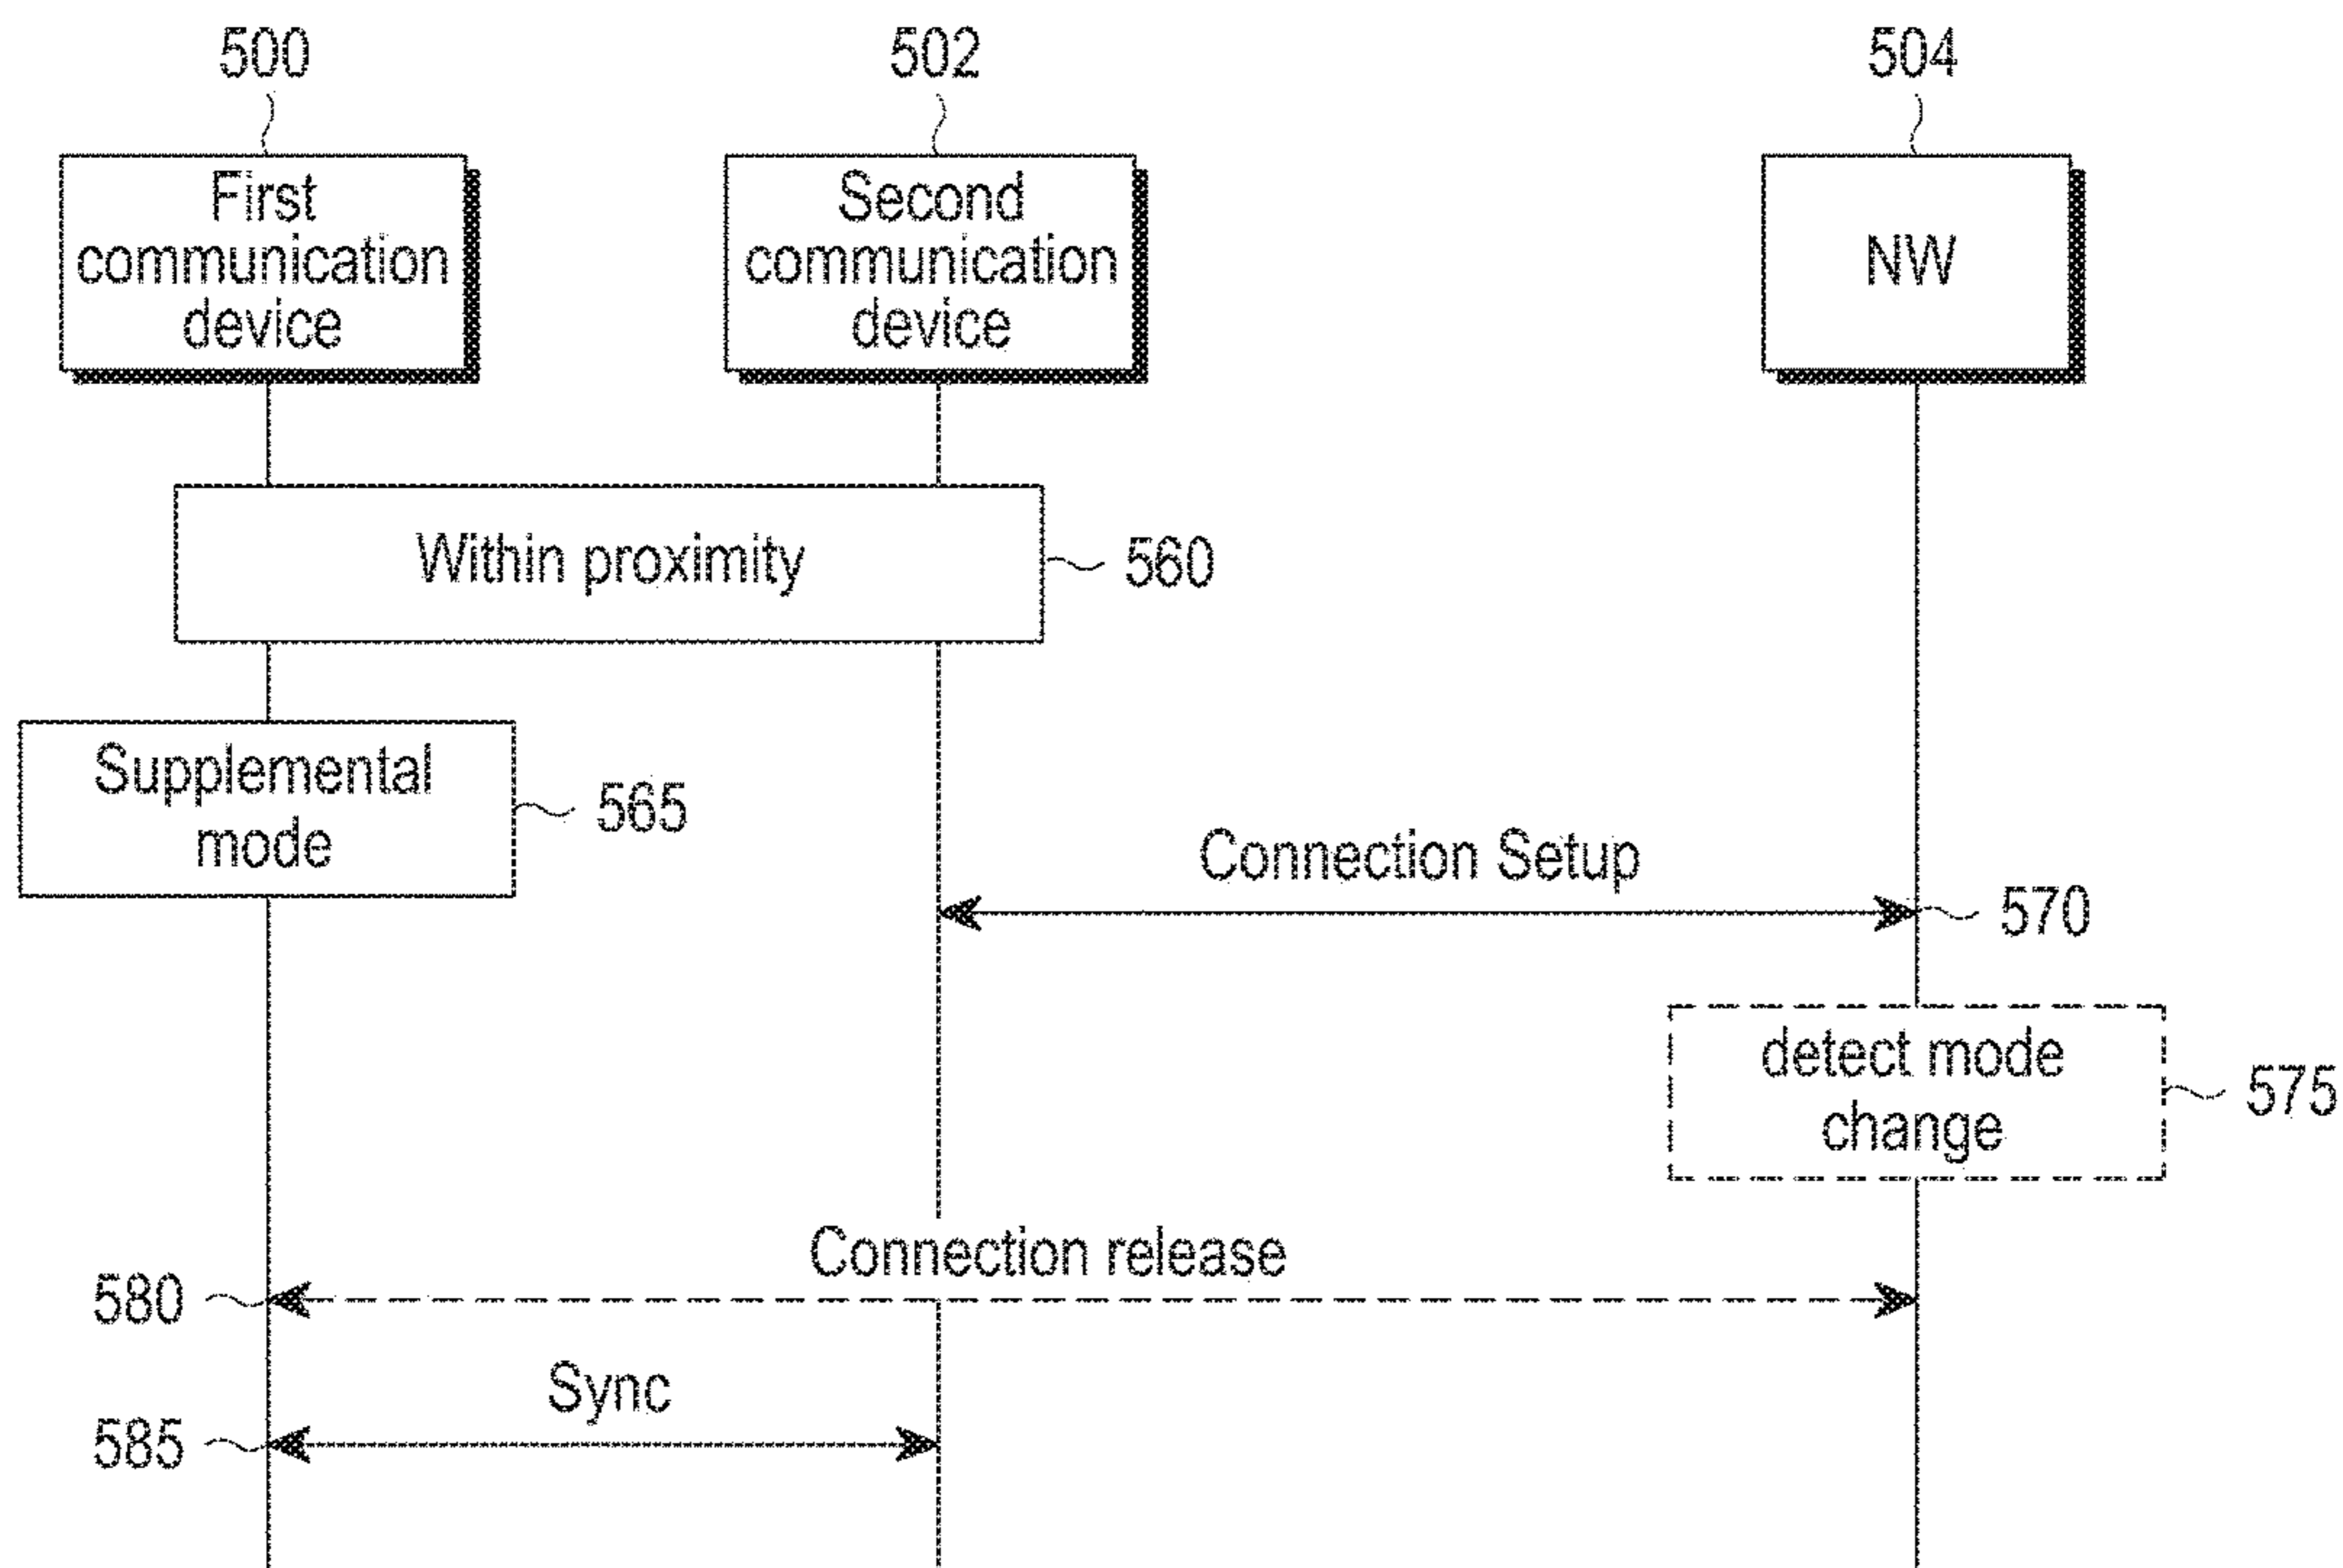 500
502
504
First
communication
device
Second
communication
device
NW
Within proximity
560
Supplemental
mode
565
Connection Setup
570
detect mode
change
575
Connection release
580
Sync
585